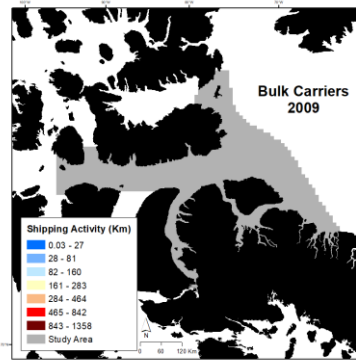 Bulk Carriers
2009
Shipping Activity (Km)
0.03 - 27
28 - 81
82 - 160
161 - 283
284 - 464
465 - 842
843 - 1358
Study Area
N
0 60 120 Km